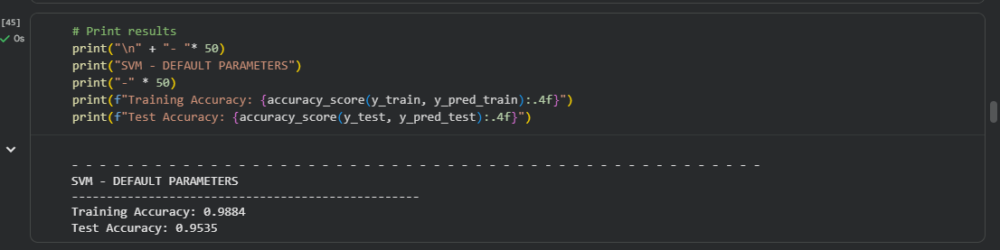 [45]
0s
# Print results
print("\n" + "- "* 50)
print("SVM - DEFAULT PARAMETERS")
print("-" * 50)
print(f"Training Accuracy: {accuracy_score(y_train, y_pred_train):.4f}")
print(f"Test Accuracy: {accuracy_score(y_test, y_pred_test):.4f}")
- - - - - - - - - - - - - - - - - - - - - - - - - - - - - - - - - - - - - - - - - - - - - - - - - -
SVM - DEFAULT PARAMETERS
--------------------------------------------------
Training Accuracy: 0.9884
Test Accuracy: 0.9535